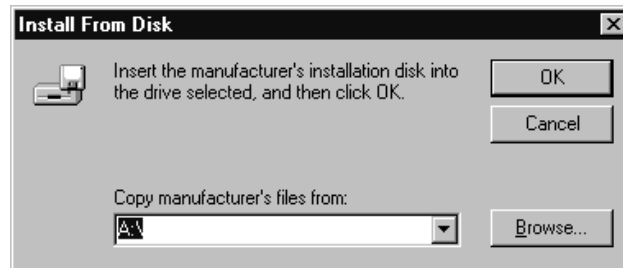 Install From Disk
Insert the manufacturer's installation disk into
the drive selected, and then click OK.
OK
Cancel
Copy manufacturer's files from:
A:\
Browse...